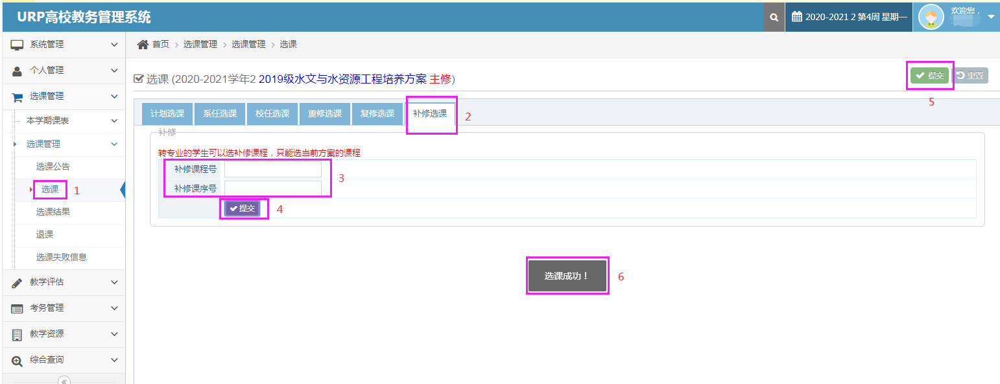 URP高校教务管理系统
2020-2021 2 第4周 星期一
欢迎您，
系统管理
个人管理
选课管理
本学期课表
选课管理
选课公告
选课
1
选课结果
退课
选课失败信息
教学评估
考务管理
教学资源
综合查询
首页 > 选课管理 > 选课管理 > 选课
选课 (2020-2021学年2 2019级水文与水资源工程培养方案 主修)
提交
重置
5
计划选课
系任选课
校任选课
重修选课
复修选课
补修选课
2
补修
转专业的学生可以选补修课程，只能选当前方案的课程
补修课程号
3
补修课序号
提交
4
选课成功！
6